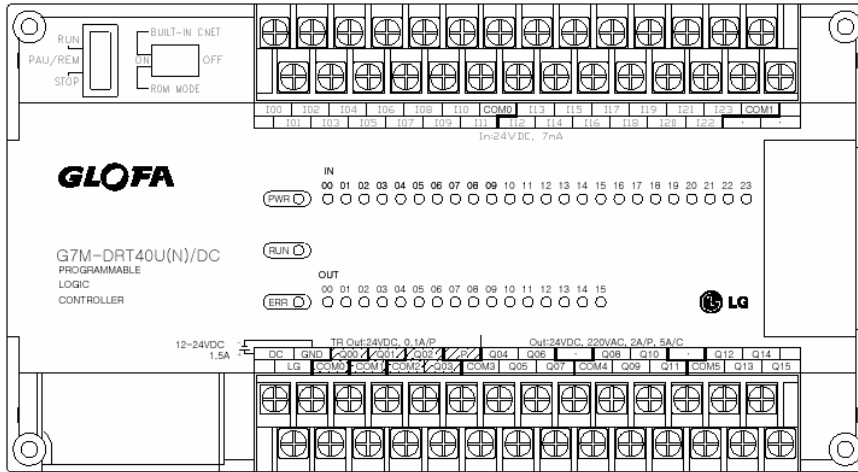 RUN
PAU/REM
STOP
BUILT-IN CNET
ON OFF
ROM MODE
I00 I02 I04 I06 I08 I10 COM0 I13 I15 I17 I19 I21 I23 COM1
I01 I03 I05 I07 I09 I11 I12 I14 I16 I18 I20 I22 · ·
In:24VDC, 7mA
GLOFA
IN
00 01 02 03 04 05 06 07 08 09 10 11 12 13 14 15 16 17 18 19 20 21 22 23
PWR
G7M-DRT40U(N)/DC
PROGRAMMABLE
LOGIC
CONTROLLER
RUN
OUT
00 01 02 03 04 05 06 07 08 09 10 11 12 13 14 15
ERR
LG
12-24VDC
1.5A
TR Out:24VDC, 0.1A/P Out:24VDC, 220VAC, 2A/P, 5A/C
DC GND Q00 Q01 Q02 P Q04 Q06 · Q08 Q10 · Q12 Q14 ·
LG COM0 COM1 COM2 Q03 COM3 Q05 Q07 COM4 Q09 Q11 COM5 Q13 Q15